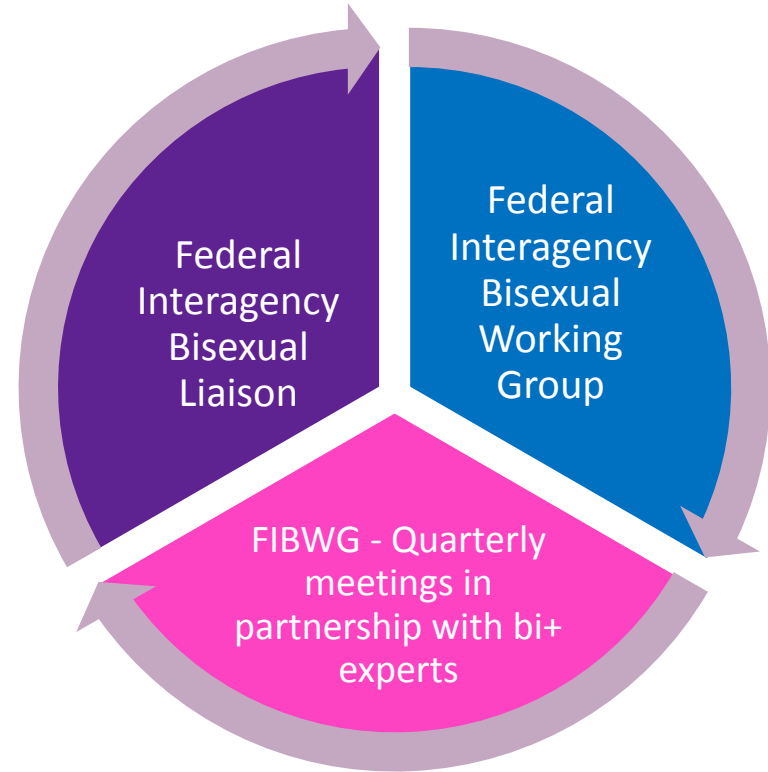 Federal
Interagency
Bisexual
Liaison
Federal
Interagency
Bisexual
Working
Group
FIBWG - Quarterly
meetings in
partnership with bi+
experts